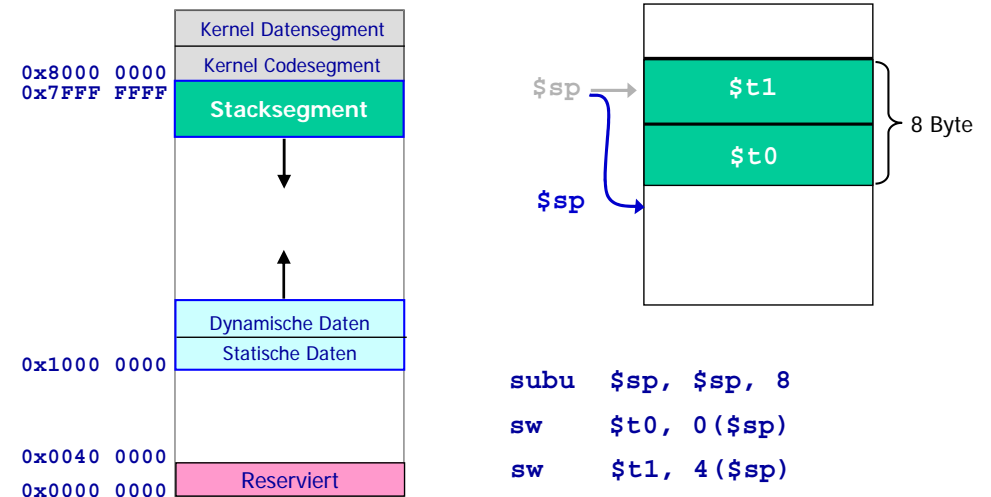 Kernel Datensegment
Kernel Codesegment
0x8000 0000
0x7FFF FFFF
Stacksegment
Dynamische Daten
Statische Daten
0x1000 0000
0x0040 0000
Reserviert
0x0000 0000
$sp
$t1
$t0
8 Byte
$sp
subu $sp, $sp, 8
sw $t0, 0($sp)
sw $t1, 4($sp)